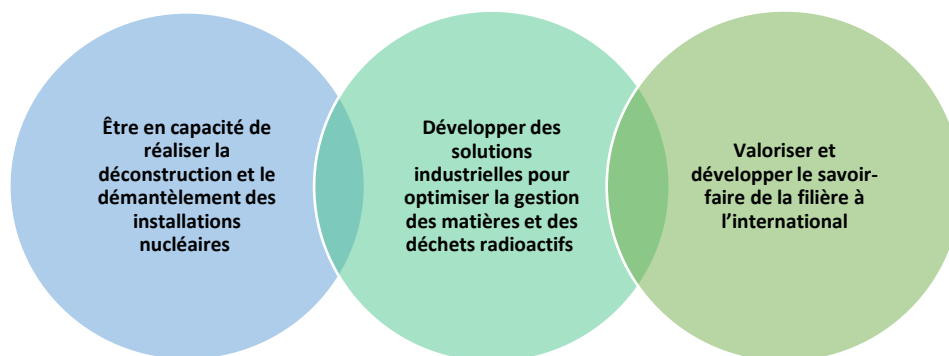 Être en capacité de
réaliser la
déconstruction et le
démantèlement des
installations
nucléaires
Développer des
solutions
industrielles pour
optimiser la gestion
des matières et des
déchets radioactifs
Valoriser et
développer le savoir-
faire de la filière à
l’international